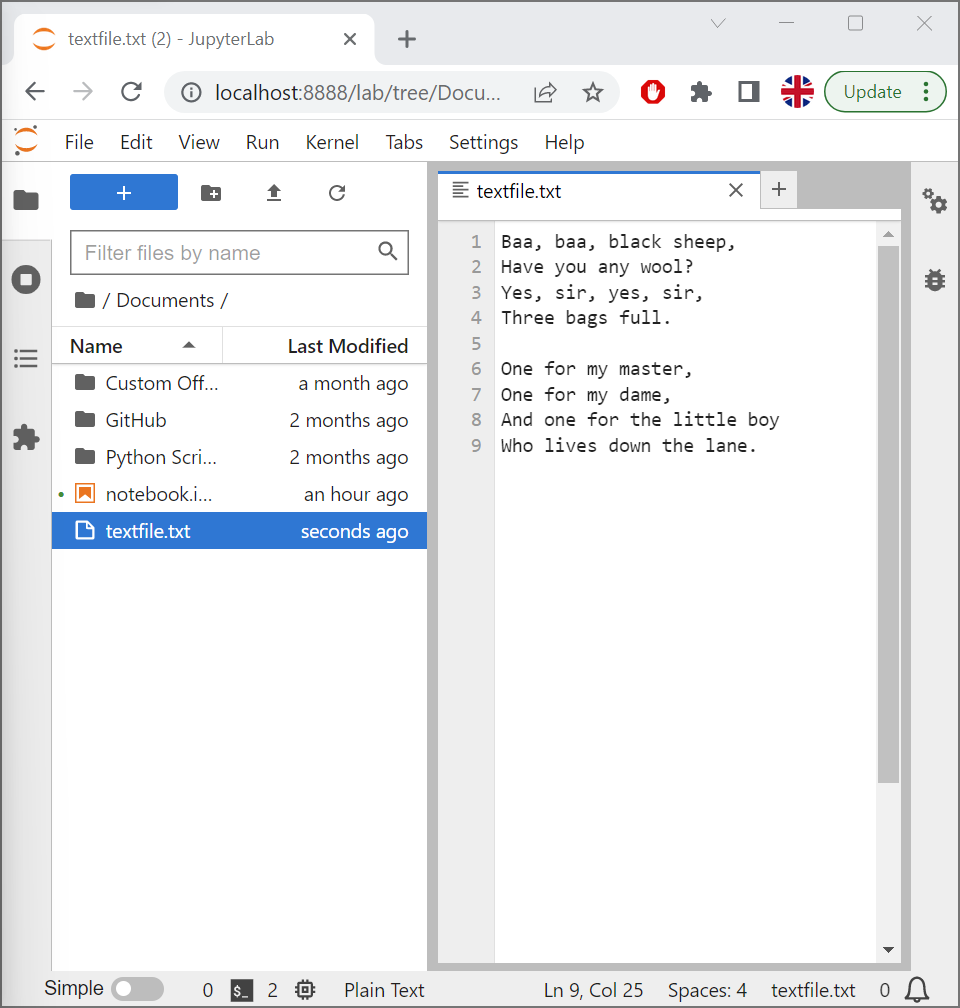 textfile.txt (2) - JupyterLab
localhost:8888/lab/tree/Docu...
Update
File Edit View Run Kernel Tabs Settings Help
+
Filter files by name
/ Documents /
Name Last Modified
Custom Off... a month ago
GitHub 2 months ago
Python Scri... 2 months ago
notebook.i... an hour ago
textfile.txt seconds ago
textfile.txt
1 Baa, baa, black sheep,
2 Have you any wool?
3 Yes, sir, yes, sir,
4 Three bags full.
5
6 One for my master,
7 One for my dame,
8 And one for the little boy
9 Who lives down the lane.
Simple 0 $_ 2 Plain Text Ln 9, Col 25 Spaces: 4 textfile.txt 0